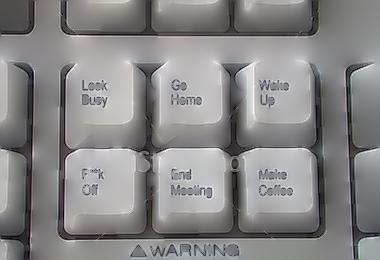 Look
Busy
Go
Home
Wake
Up
F**k
Off
End
Meeting
Make
Coffee
⚠WARNING